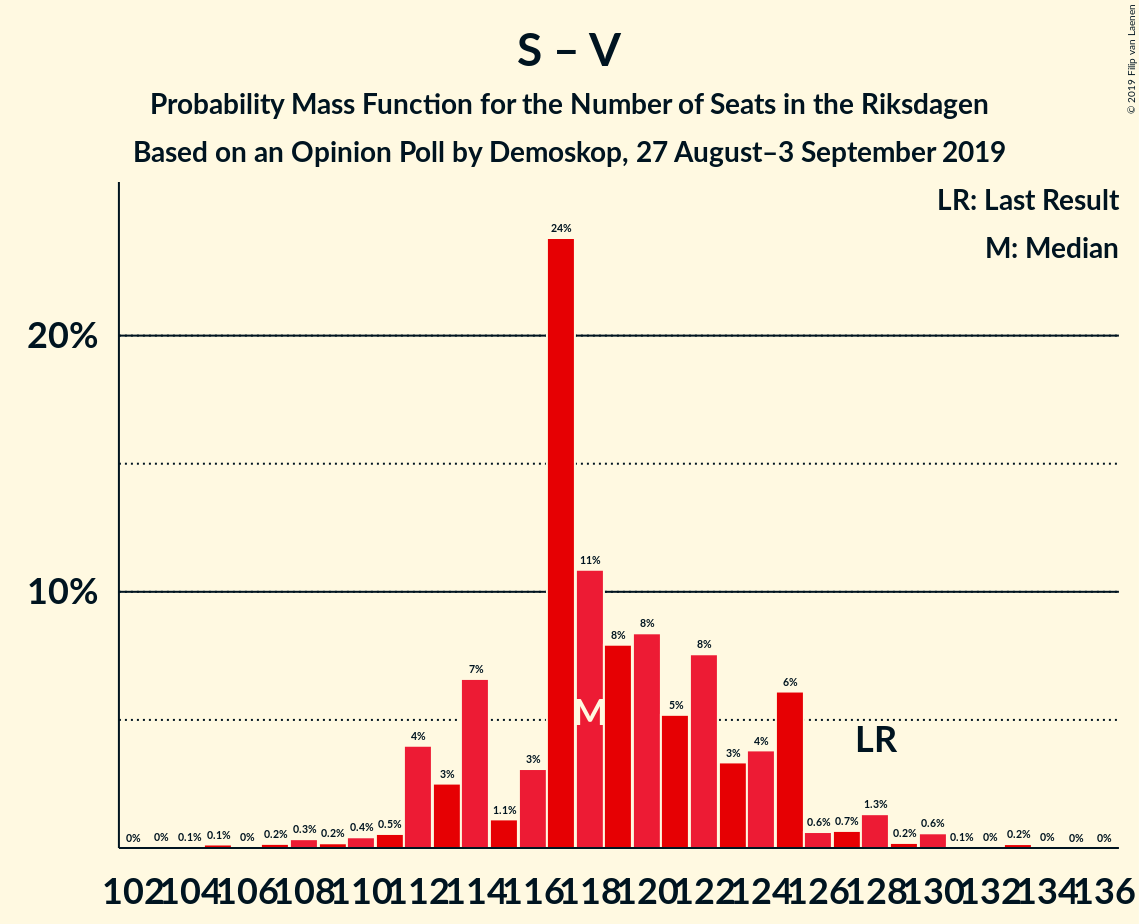 S – V
Probability Mass Function for the Number of Seats in the Riksdagen
Based on an Opinion Poll by Demoskop, 27 August–3 September 2019
© 2019 Filip van Laenen
LR: Last Result
M: Median
24%
20%
11%
10%
8%
8%
8%
7%
6%
5%
M
LR
4%
3%
3%
4%
3%
1.1%
1.3%
0% 0% 0.1% 0.1% 0% 0.2% 0.3% 0.2% 0.4% 0.5%
0.6% 0.7% 0.2% 0.6% 0.1% 0% 0.2% 0% 0% 0%
102 104 106 108 110 112 114 116 118 120 122 124 126 128 130 132 134 136